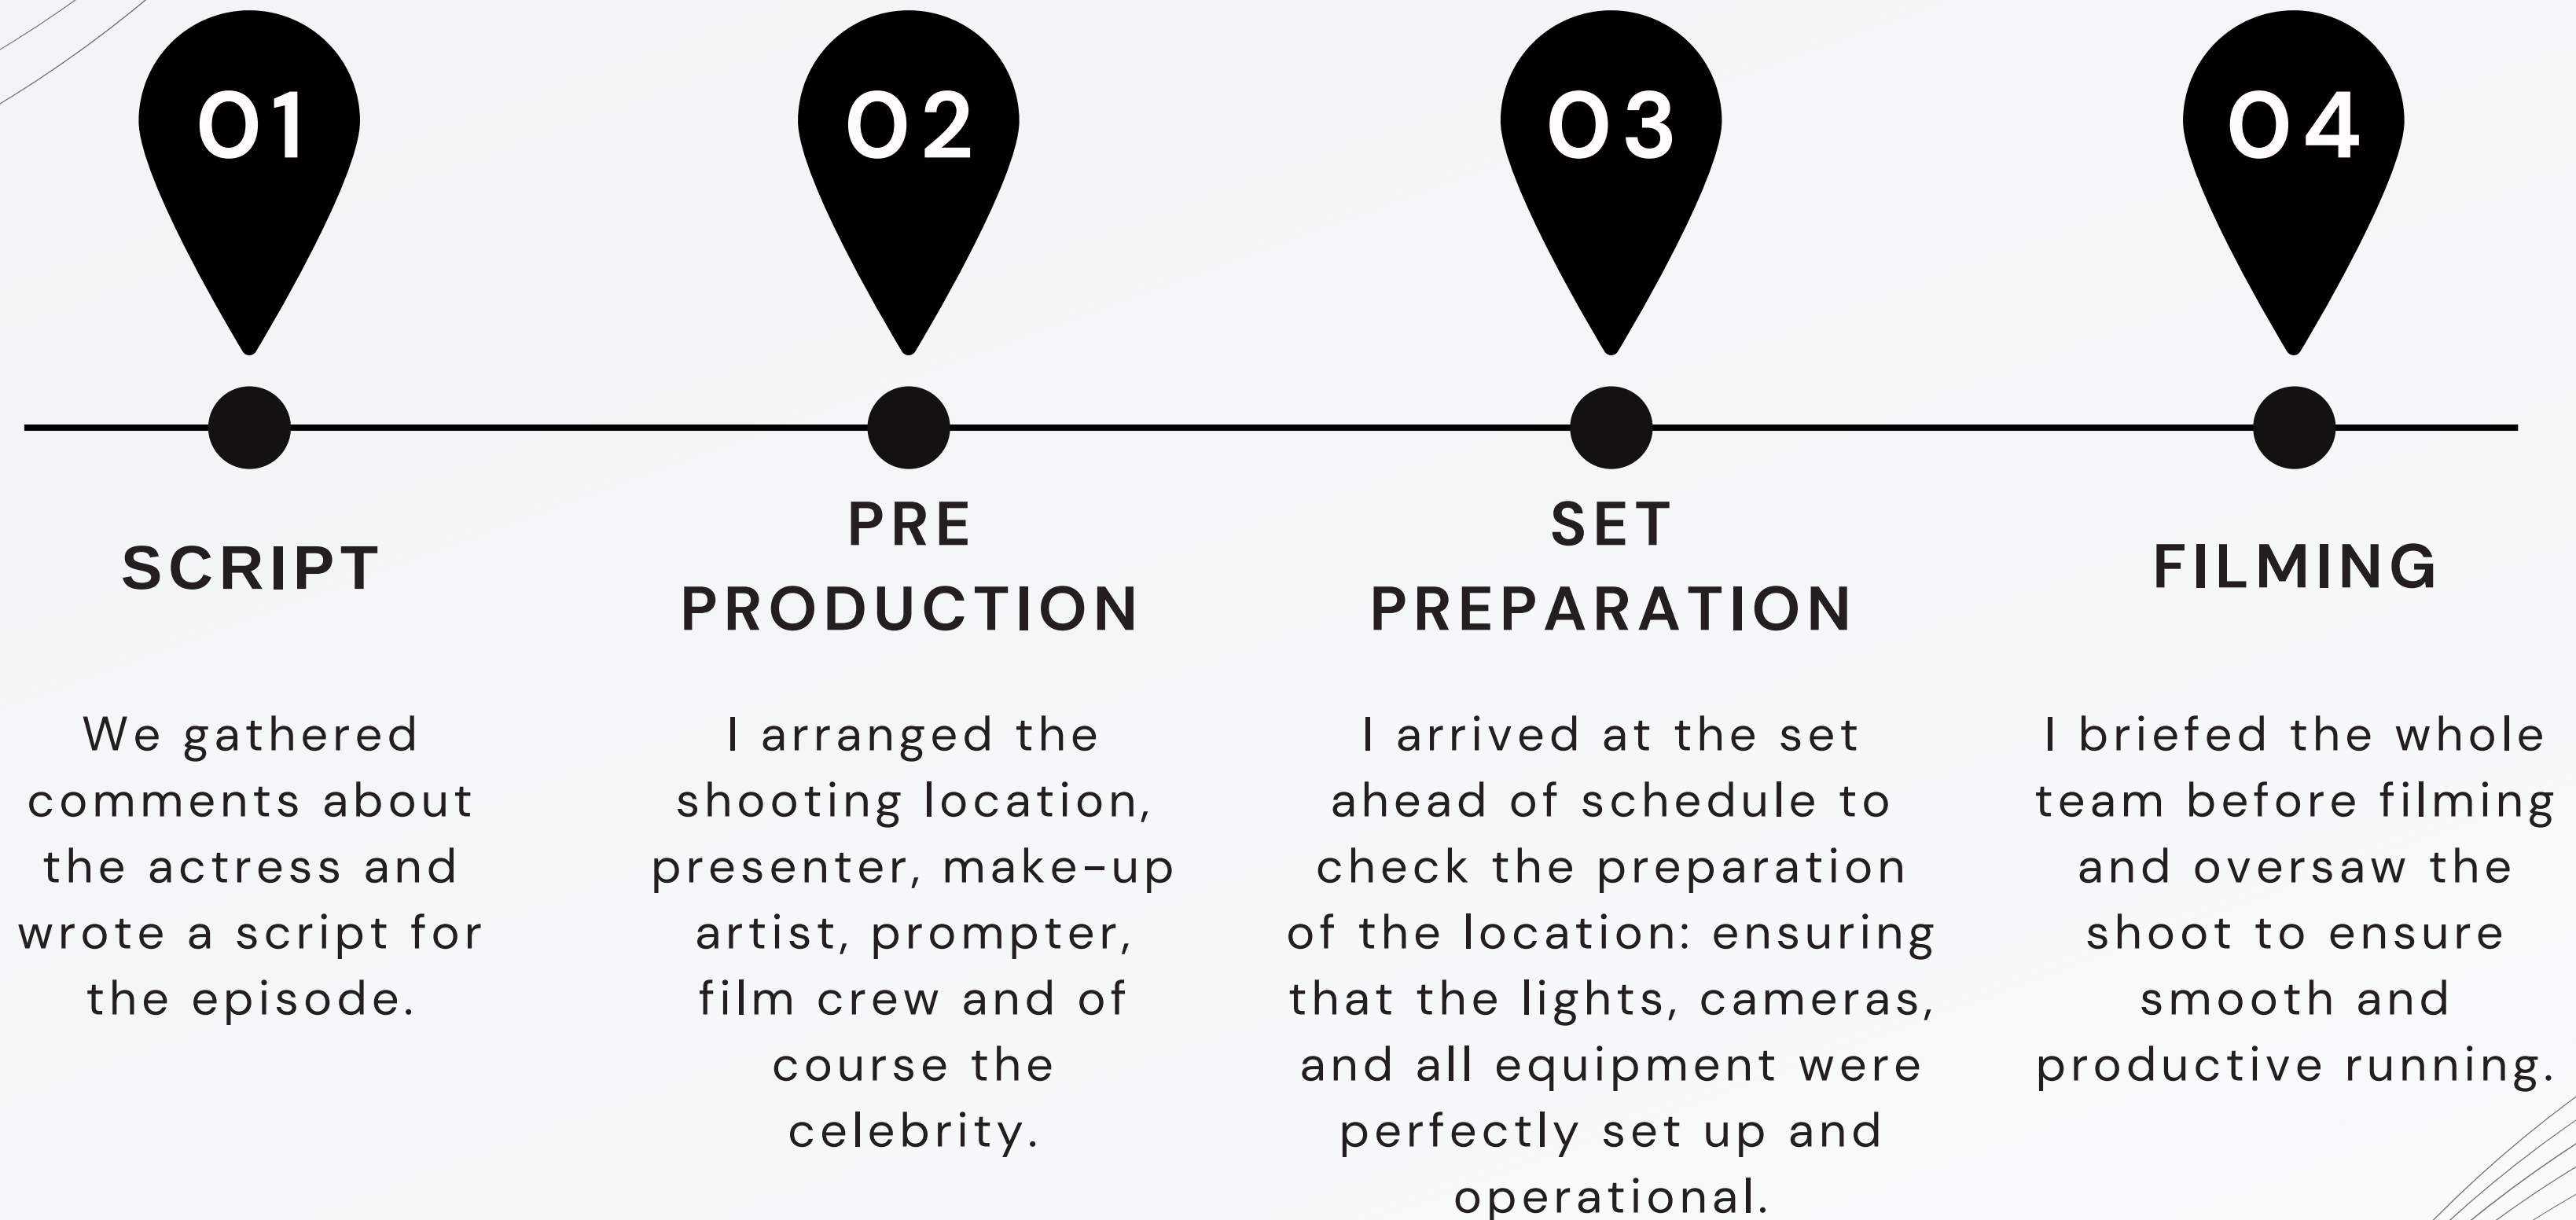 01
02
03
04
SCRIPT
We gathered
comments about
the actress and
wrote a script for
the episode.
PRE
PRODUCTION
I arranged the
shooting location,
presenter, make-up
artist, prompter,
film crew and of
course the
celebrity.
SET
PREPARATION
I arrived at the set
ahead of schedule to
check the preparation
of the location: ensuring
that the lights, cameras,
and all equipment were
perfectly set up and
operational.
FILMING
I briefed the whole
team before filming
and oversaw the
shoot to ensure
smooth and
productive running.